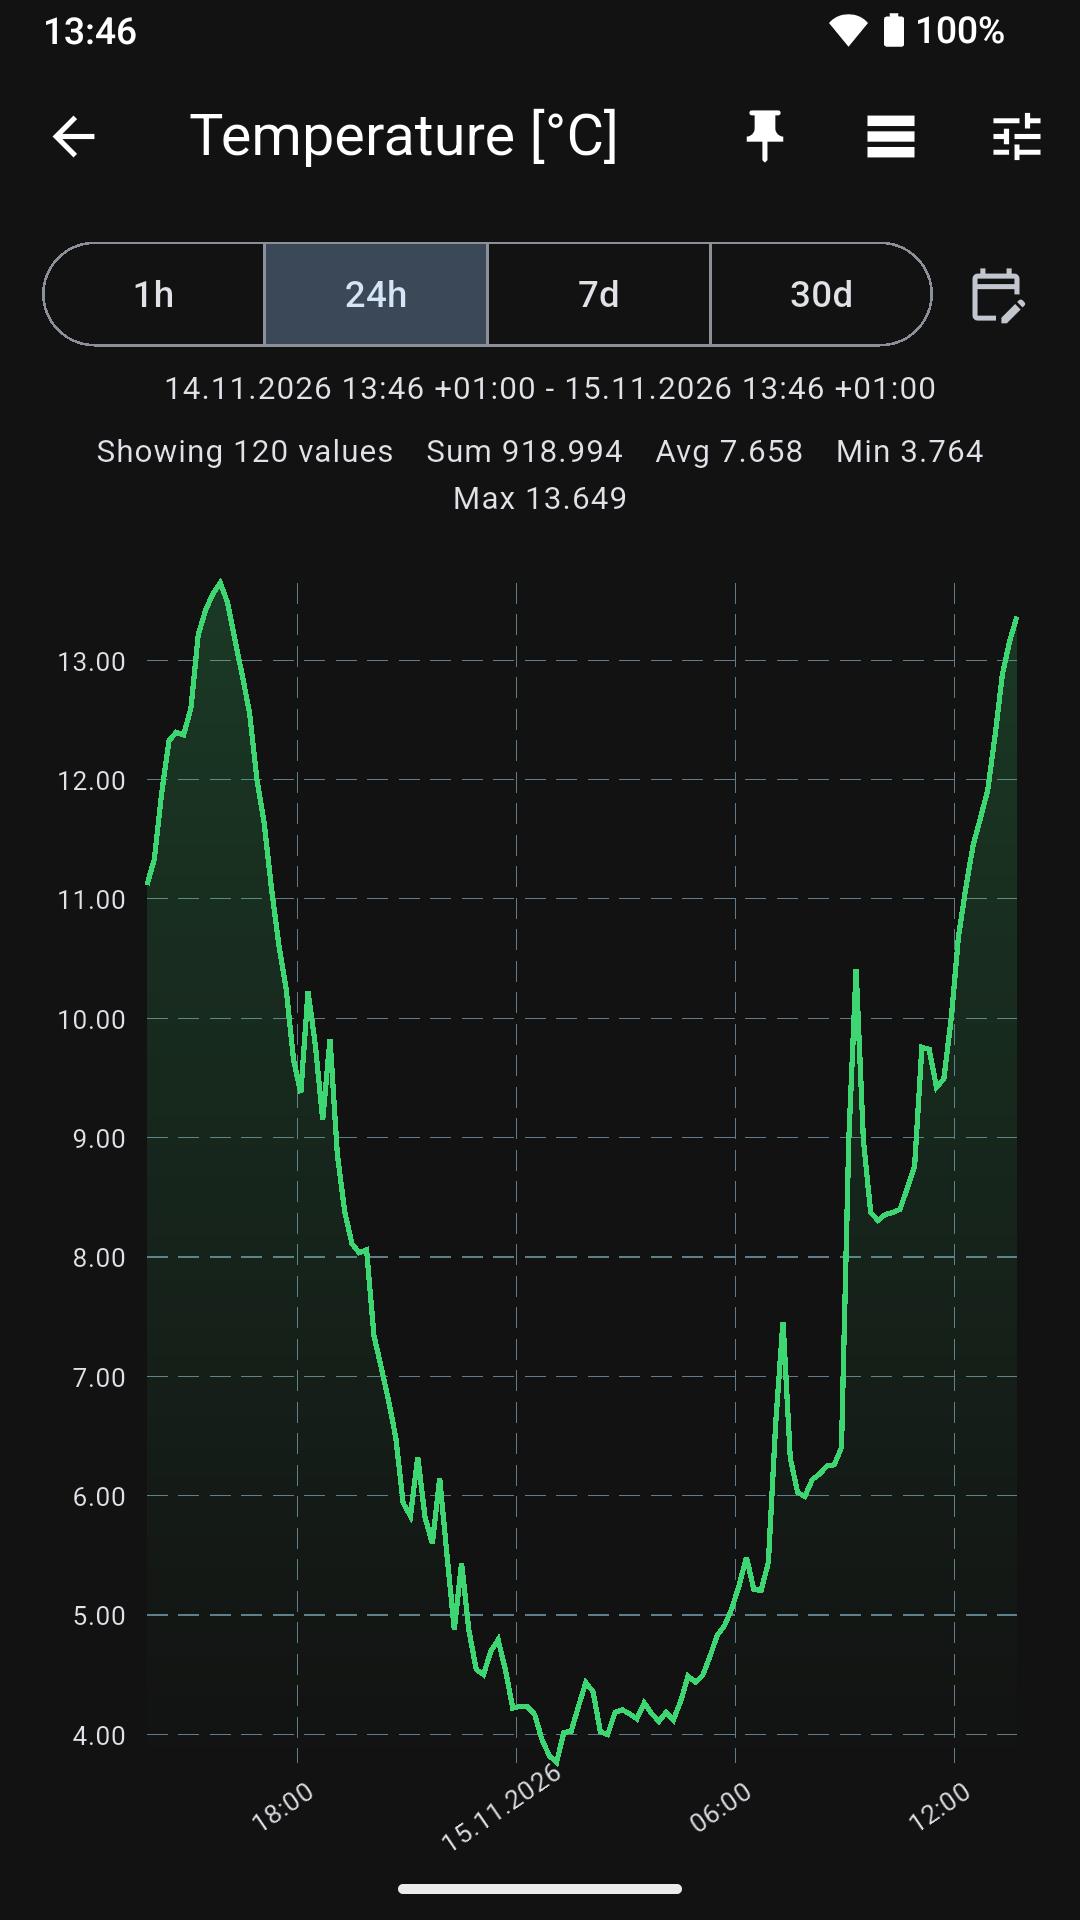 13:46 100%
Temperature [°C]
1h 24h 7d 30d
14.11.2026 13:46 +01:00 - 15.11.2026 13:46 +01:00
Showing 120 values Sum 918.994 Avg 7.658 Min 3.764
Max 13.649
13.00
12.00
11.00
10.00
9.00
8.00
7.00
6.00
5.00
4.00
18:00 15.11.2026 06:00 12:00